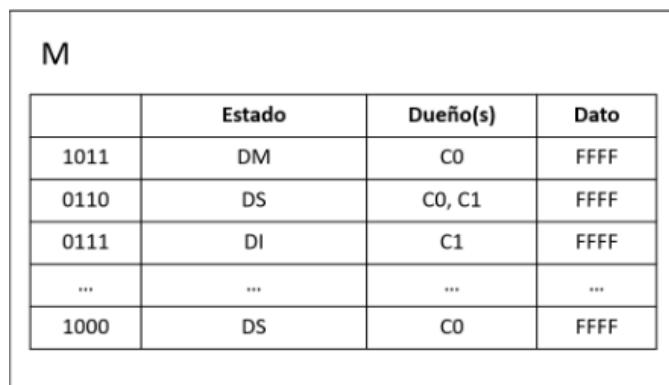 M
Estado Dueño(s) Dato
1011 DM C0 FFFF
0110 DS C0, C1 FFFF
0111 DI C1 FFFF
... ... ... ...
1000 DS C0 FFFF